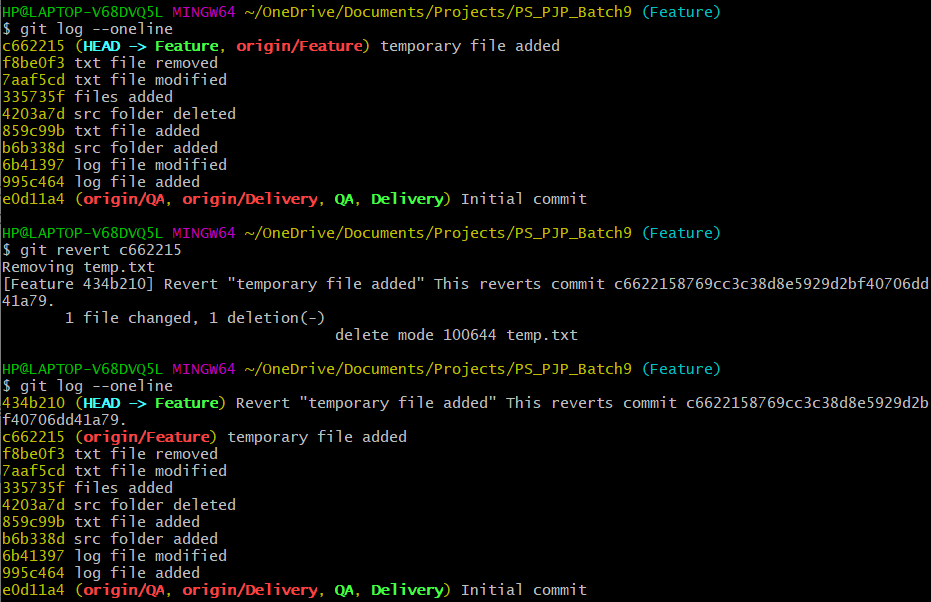 HP@LAPTOP-V68DVQ5L MINGW64 ~/OneDrive/Documents/Projects/PS_PJP_Batch9 (Feature)
$ git log --oneline
c662215 (HEAD -> Feature, origin/Feature) temporary file added
f8be0f3 txt file removed
7aaf5cd txt file modified
335735f files added
4203a7d src folder deleted
859c99b txt file added
b6b338d src folder added
6b41397 log file modified
995c464 log file added
e0d11a4 (origin/QA, origin/Delivery, QA, Delivery) Initial commit
HP@LAPTOP-V68DVQ5L MINGW64 ~/OneDrive/Documents/Projects/PS_PJP_Batch9 (Feature)
$ git revert c662215
Removing temp.txt
[Feature 434b210] Revert "temporary file added" This reverts commit c6622158769cc3c38d8e5929d2bf40706dd
41a79.
1 file changed, 1 deletion(-)
delete mode 100644 temp.txt
HP@LAPTOP-V68DVQ5L MINGW64 ~/OneDrive/Documents/Projects/PS_PJP_Batch9 (Feature)
$ git log --oneline
434b210 (HEAD -> Feature) Revert "temporary file added" This reverts commit c6622158769cc3c38d8e5929d2b
f40706dd41a79.
c662215 (origin/Feature) temporary file added
f8be0f3 txt file removed
7aaf5cd txt file modified
335735f files added
4203a7d src folder deleted
859c99b txt file added
b6b338d src folder added
6b41397 log file modified
995c464 log file added
e0d11a4 (origin/QA, origin/Delivery, QA, Delivery) Initial commit